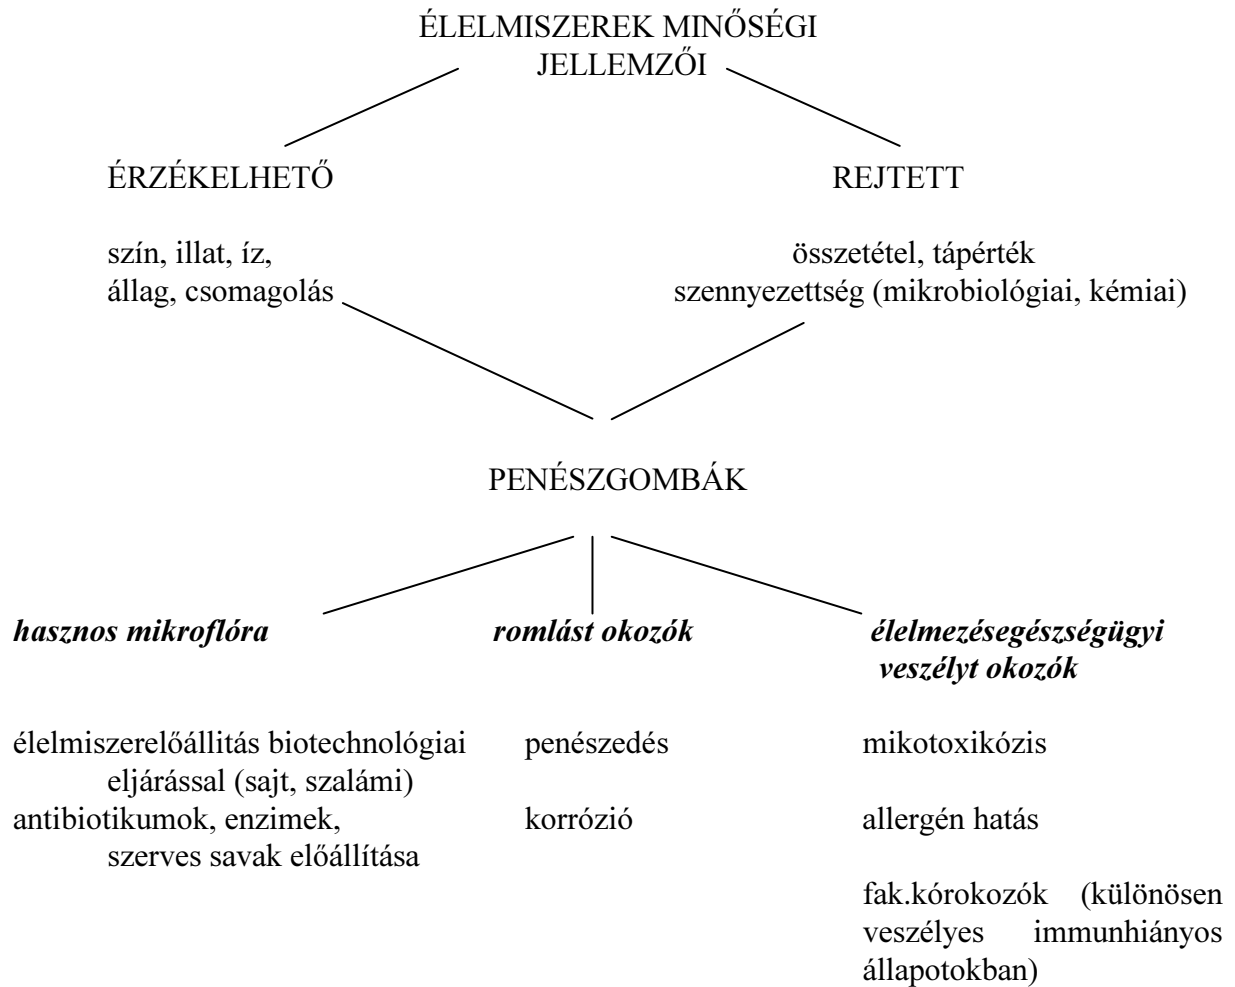 ÉLELMISZEREK MINŐSÉGI
JELLEMZŐI
ÉRZÉKELHETŐ
REJTETT
szín, illat, íz,
állag, csomagolás
összetétel, tápérték
szennyezettség (mikrobiológiai, kémiai)
PENÉSZGOMBÁK
hasznos mikroflóra
romlást okozók
élelmezésegészségügyi
veszélyt okozók
élelmiszerelőállitás biotechnológiai
eljárással (sajt, szalámi)
antibiotikumok, enzimek,
szerves savak előállítása
penészedés
korrózió
mikotoxikózis
allergén hatás
fak.kórokozók (különösen
veszélyes immunhiányos
állapotokban)